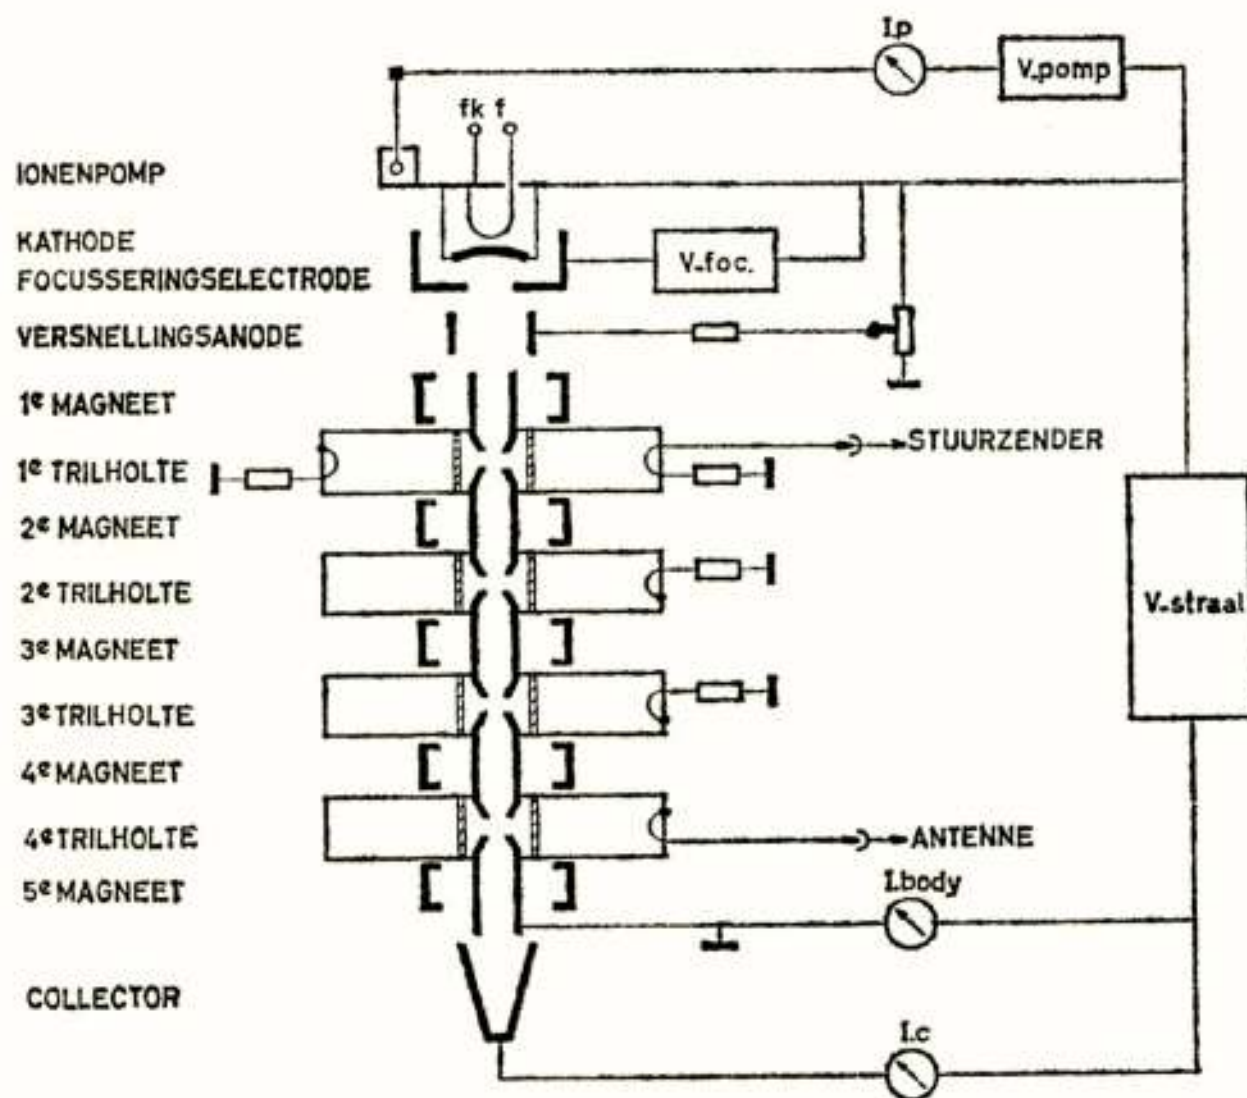 I.p
V.pomp
fk f
IONENPOMP
KATHODE
FOCUSSERINGSELECTRODE
V.foc.
VERSNELLINGSANODE
1e MAGNEET
STUURZENDER
1e TRILHOLTE
2e MAGNEET
2e TRILHOLTE
V.straal
3e MAGNEET
3e TRILHOLTE
4e MAGNEET
4e TRILHOLTE
ANTENNE
5e MAGNEET
I.body
COLLECTOR
I.c